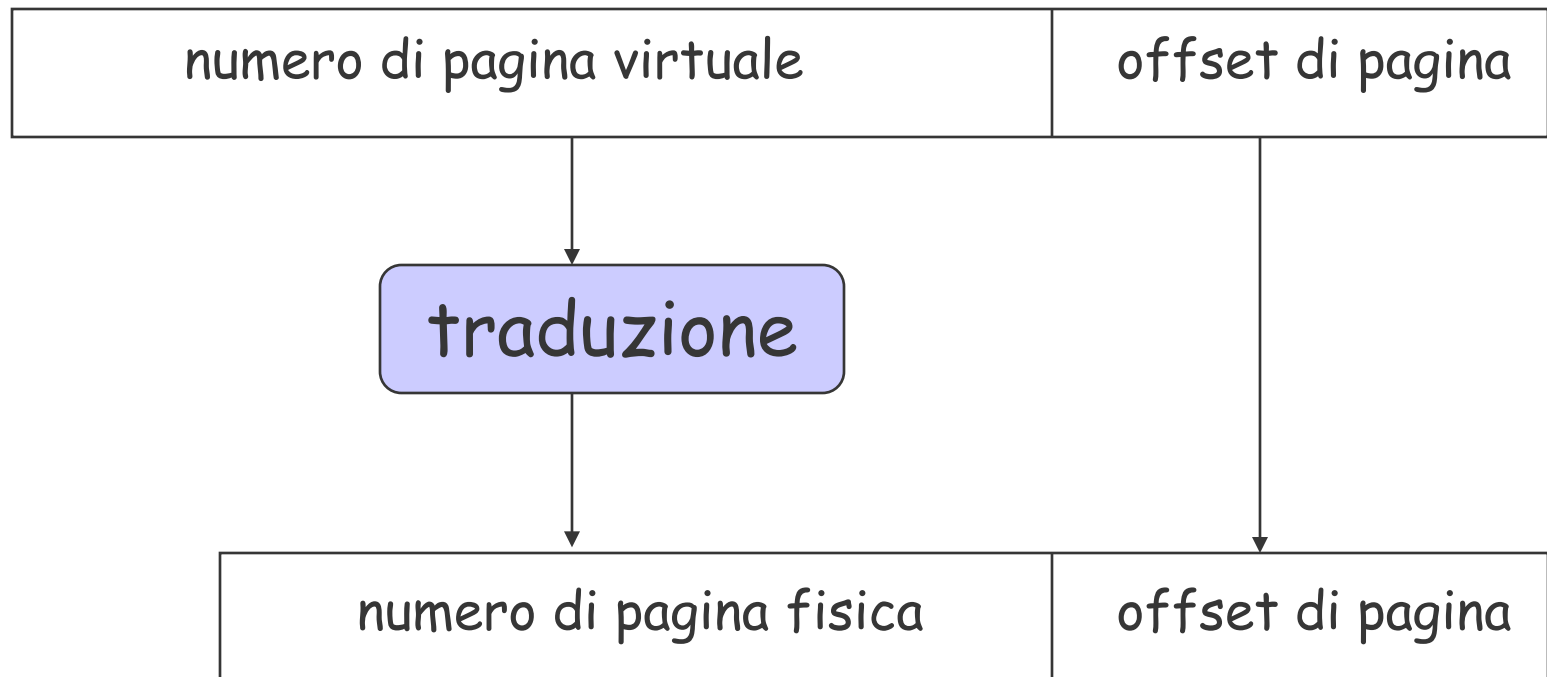 numero di pagina virtuale
offset di pagina
traduzione
numero di pagina fisica
offset di pagina